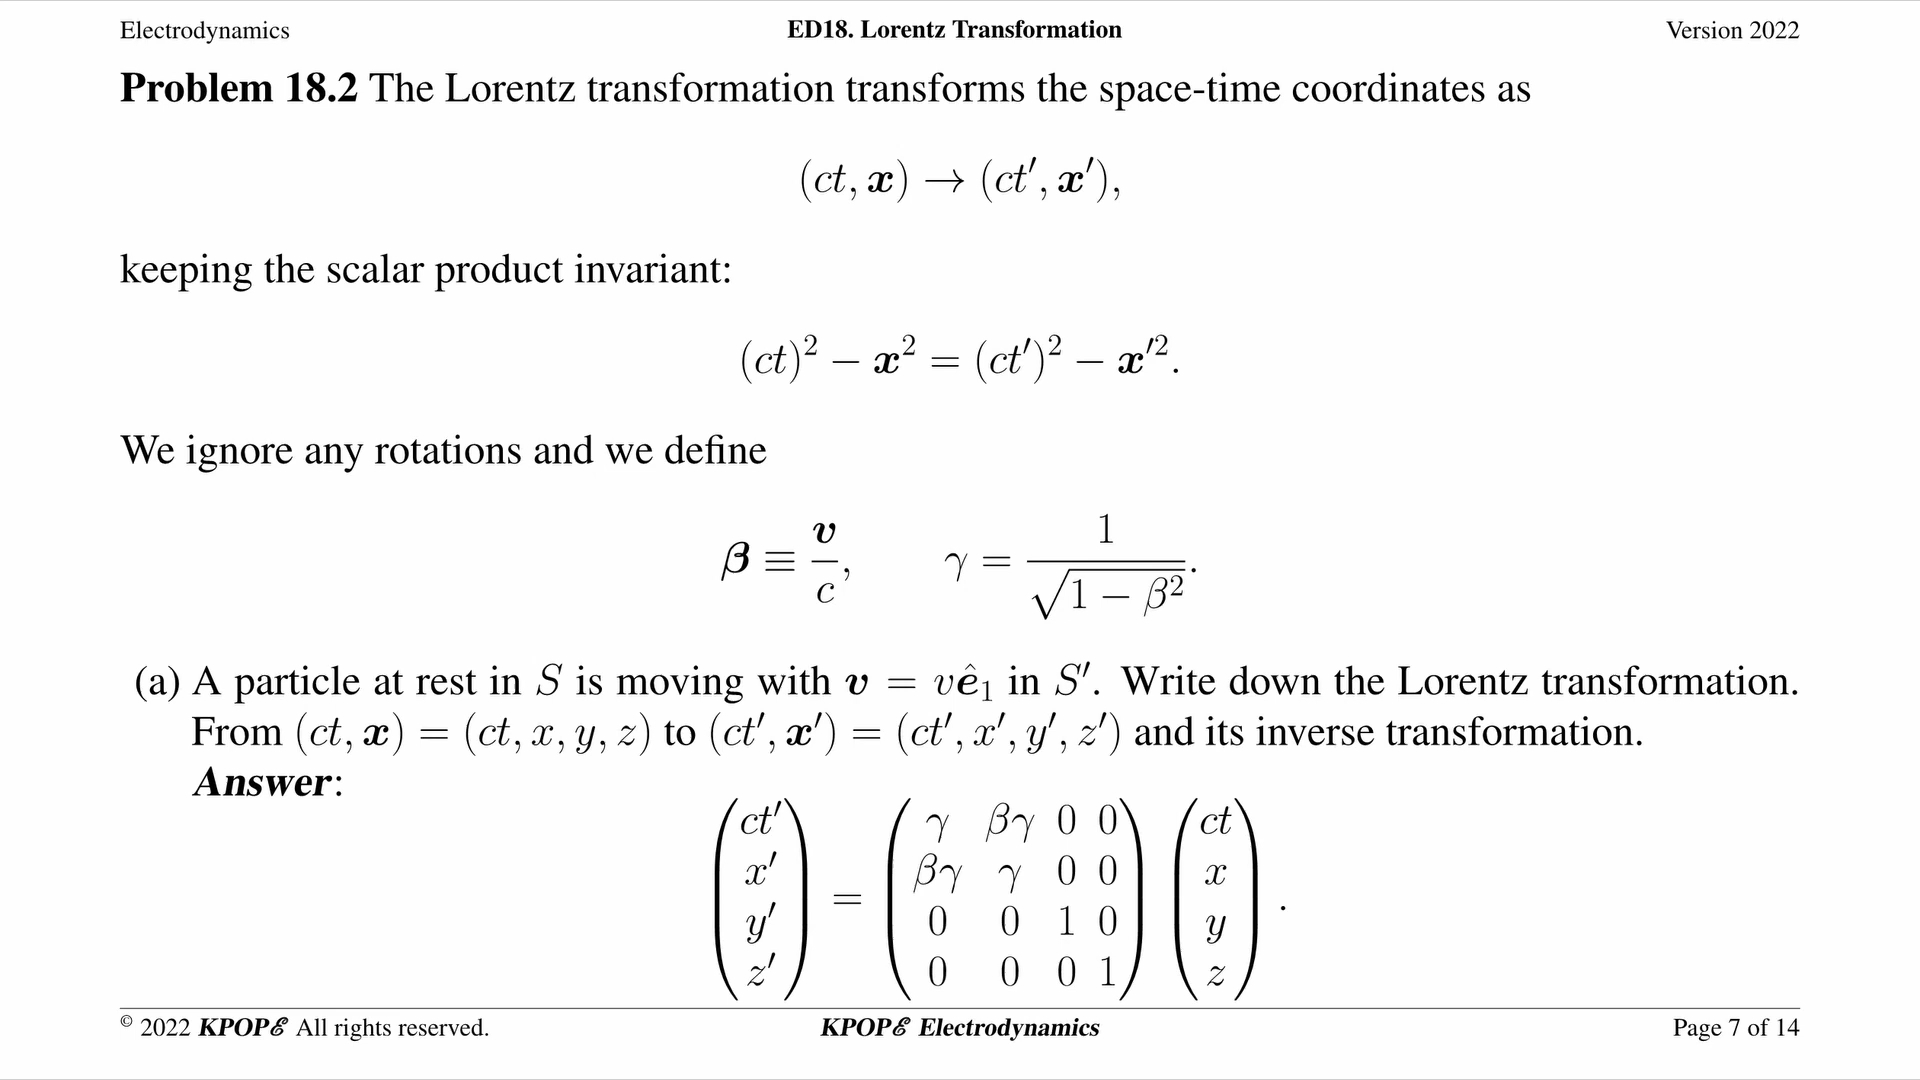 Electrodynamics ED18. Lorentz Transformation Version 2022
Problem 18.2 The Lorentz transformation transforms the space-time coordinates as
(ct, x) → (ct′, x′),
keeping the scalar product invariant:
(ct)² − x² = (ct′)² − x′².
We ignore any rotations and we define
β ≡ v/c, γ = 1/√(1 − β²).
(a) A particle at rest in S is moving with v = vê₁ in S′. Write down the Lorentz transformation.
From (ct, x) = (ct, x, y, z) to (ct′, x′) = (ct′, x′, y′, z′) and its inverse transformation.
Answer:
(ct′ x′ y′ z′) = (γ βγ 0 0; βγ γ 0 0; 0 0 1 0; 0 0 0 1) (ct x y z).
© 2022 KPOPℰ All rights reserved. KPOPℰ Electrodynamics Page 7 of 14